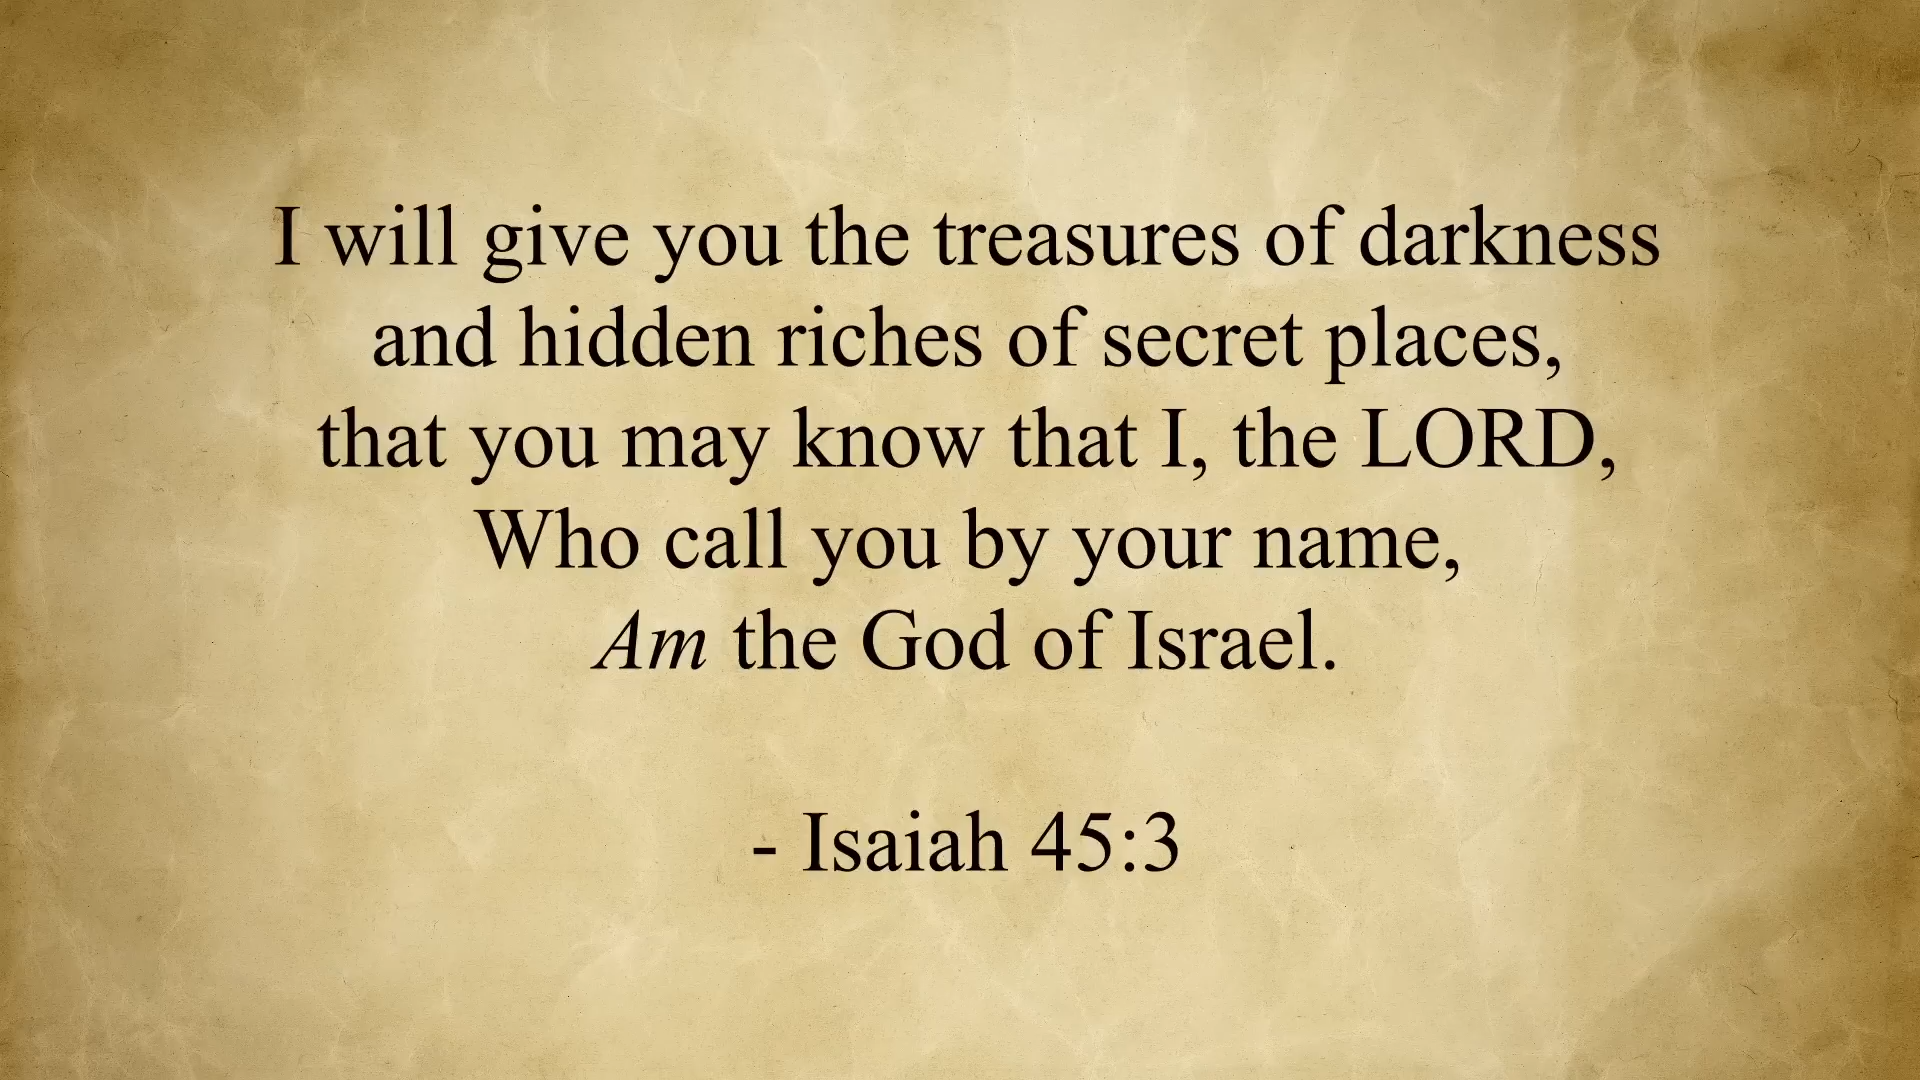 I will give you the treasures of darkness
and hidden riches of secret places,
that you may know that I, the LORD,
Who call you by your name,
Am the God of Israel.
- Isaiah 45:3